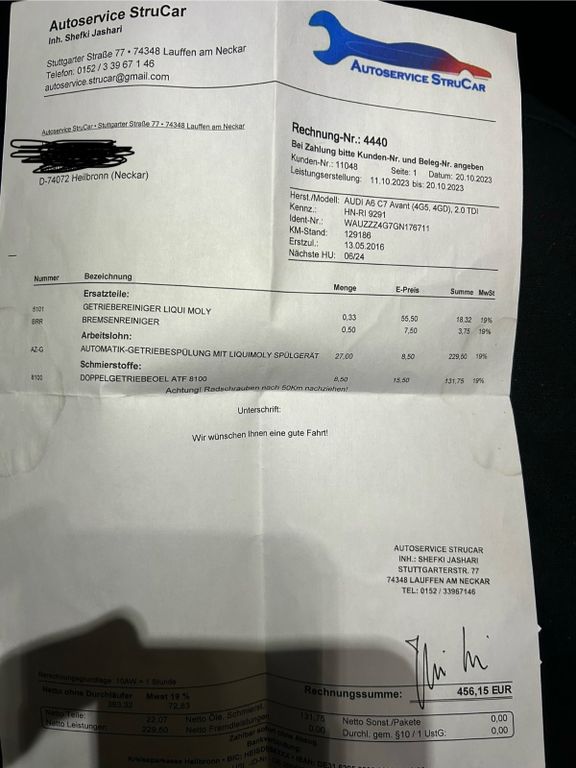 Autoservice StruCar
Inh. Shefki Jashari
Stuttgarter Straße 77 • 74348 Lauffen am Neckar
Telefon: 0152 / 3 39 67 1 46
autoservice.strucar@gmail.com
AUTOSERVICE STRUCAR
Autoservice StruCar • Stuttgarter Straße 77 • 74348 Lauffen am Neckar
D-74072 Heilbronn (Neckar)
Rechnung-Nr.: 4440
Bei Zahlung bitte Kunden-Nr. und Beleg-Nr. angeben
Kunden-Nr.: 11048 Seite: 1 Datum: 20.10.2023
Leistungserstellung: 11.10.2023 bis: 20.10.2023
Herst./Modell: AUDI A6 C7 Avant (4G5, 4GD), 2.0 TDI
Kennz.: HN-RI 9291
Ident-Nr.: WAUZZZ4G7GN176711
KM-Stand: 129186
Erstzul.: 13.05.2016
Nächste HU: 06/24
Nummer Bezeichnung Menge E-Preis Summe MwSt
Ersatzteile:
5101 GETRIEBEREINIGER LIQUI MOLY 0,33 55,50 18,32 19%
BRR BREMSENREINIGER 0,50 7,50 3,75 19%
Arbeitslohn:
AZ-G AUTOMATIK-GETRIEBESPÜLUNG MIT LIQUIMOLY SPÜLGERÄT 27,00 8,50 229,50 19%
Schmierstoffe:
8100 DOPPELGETRIEBEOEL ATF 8100 8,50 15,50 131,75 19%
Achtung! Radschrauben nach 50Km nachziehen!
Unterschrift:
Wir wünschen Ihnen eine gute Fahrt!
AUTOSERVICE STRUCAR
INH.: SHEFKI JASHARI
STUTTGARTERSTR. 77
74348 LAUFFEN AM NECKAR
TEL: 0152 / 33967146
Berechnungsgrundlage: 10AW = 1 Stunde
Netto ohne Durchläufer Mwst 19 % Rechnungssumme: 456,15 EUR
383,32 72,83
Netto Teile: 22,07 Netto Öle, Schmierst. 131,75 Netto Sonst./Pakete 0,00
Netto Leistungen: 229,50 Netto Fremdleistungen 0,00 Durchl. gem. §10 / 1 UstG: 0,00
Zahlbar sofort ohne Abzug
Bankverbindung:
Kreissparkasse Heilbronn • BIC: